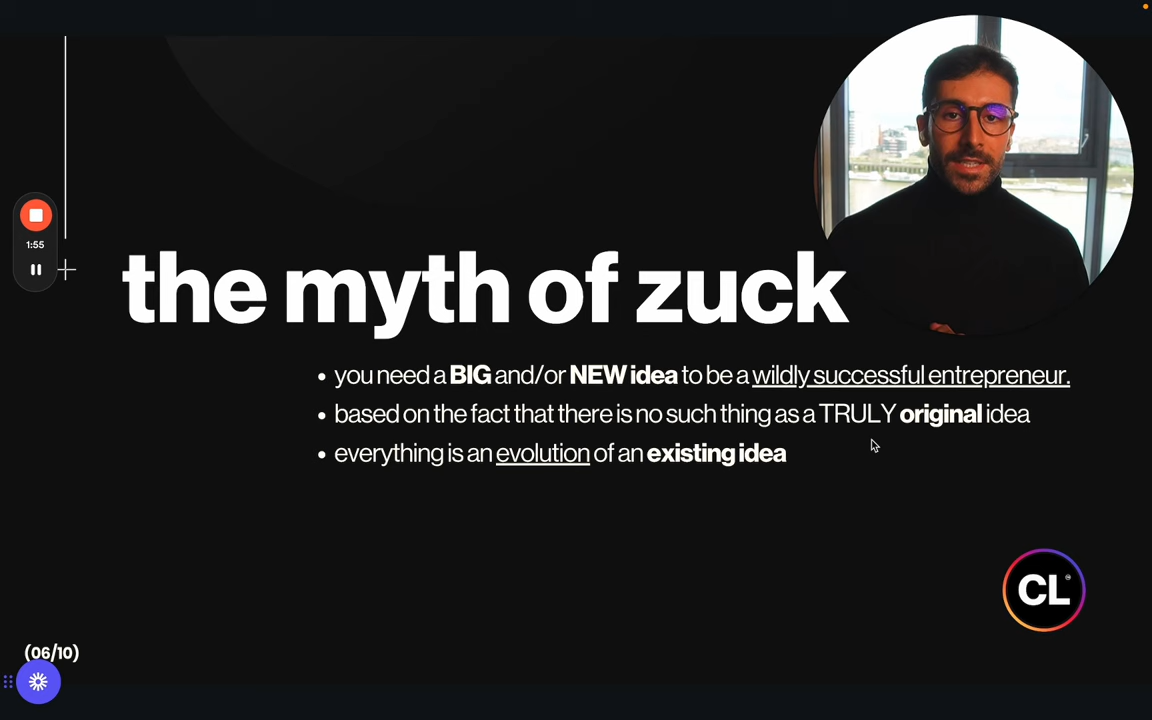 1:55
the myth of zuck
• you need a BIG and/or NEW idea to be a wildly successful entrepreneur.
• based on the fact that there is no such thing as a TRULY original idea
• everything is an evolution of an existing idea
CL
(06/10)